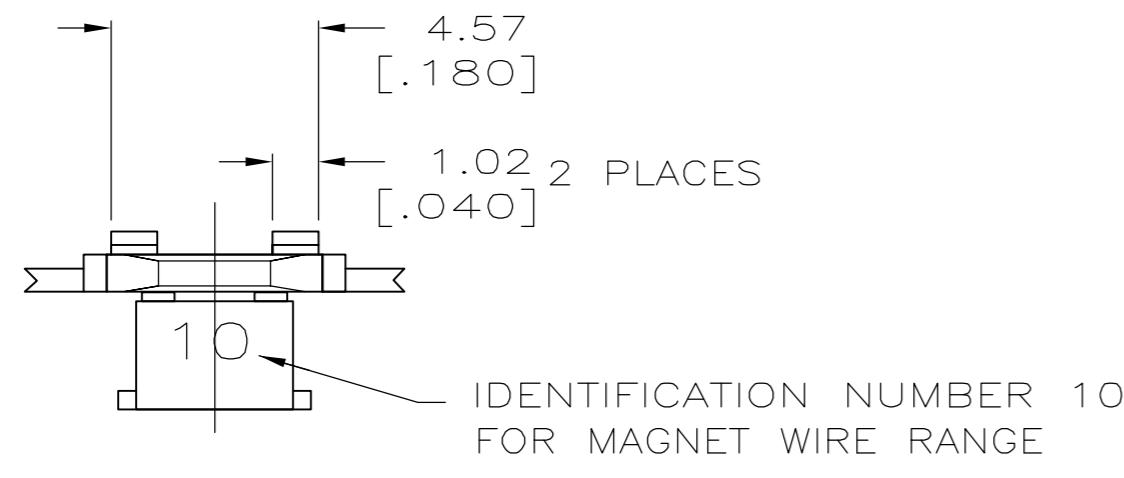 4.57
[.180]
1.02 2 PLACES
[.040]
10
IDENTIFICATION NUMBER 10
FOR MAGNET WIRE RANGE